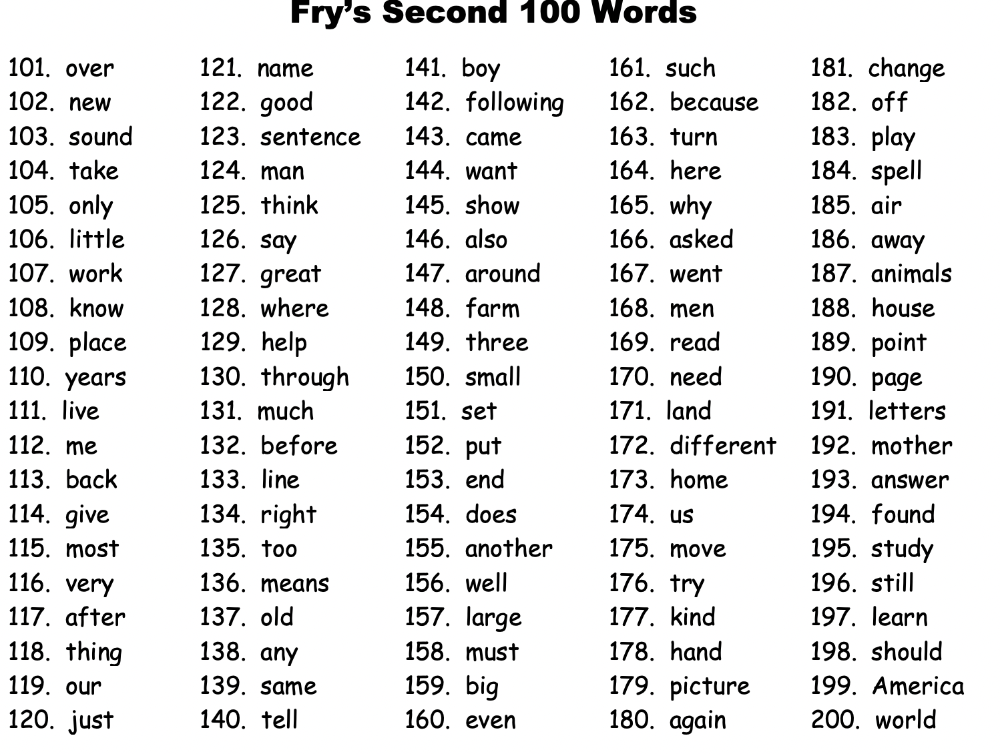 Fry’s Second 100 Words
101. over
102. new
103. sound
104. take
105. only
106. little
107. work
108. know
109. place
110. years
111. live
112. me
113. back
114. give
115. most
116. very
117. after
118. thing
119. our
120. just
121. name
122. good
123. sentence
124. man
125. think
126. say
127. great
128. where
129. help
130. through
131. much
132. before
133. line
134. right
135. too
136. means
137. old
138. any
139. same
140. tell
141. boy
142. following
143. came
144. want
145. show
146. also
147. around
148. farm
149. three
150. small
151. set
152. put
153. end
154. does
155. another
156. well
157. large
158. must
159. big
160. even
161. such
162. because
163. turn
164. here
165. why
166. asked
167. went
168. men
169. read
170. need
171. land
172. different
173. home
174. us
175. move
176. try
177. kind
178. hand
179. picture
180. again
181. change
182. off
183. play
184. spell
185. air
186. away
187. animals
188. house
189. point
190. page
191. letters
192. mother
193. answer
194. found
195. study
196. still
197. learn
198. should
199. America
200. world